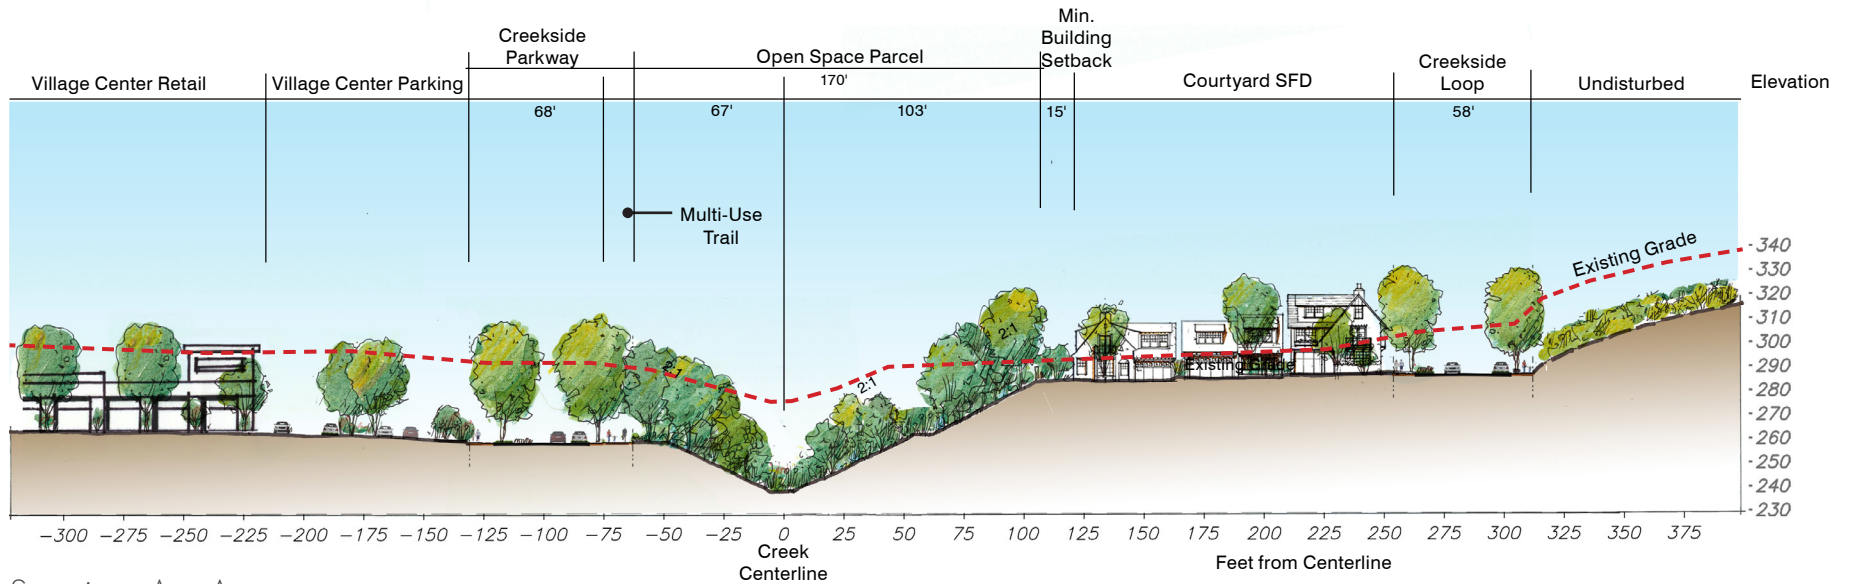 Min.
Building
Setback
Creekside
Parkway
Open Space Parcel
Creekside
Loop
Village Center Retail
Village Center Parking
170'
Courtyard SFD
Undisturbed
Elevation
68'
67'
103'
15'
58'
Multi-Use
Trail
Existing Grade
340
330
320
310
300
290
280
270
260
250
240
230
2:1
2:1
2:1
Existing Grade
-300 -275 -250 -225 -200 -175 -150 -125 -100 -75 -50 -25 0 25 50 75 100 125 150 175 200 225 250 275 300 325 350 375
Creek
Centerline
Feet from Centerline